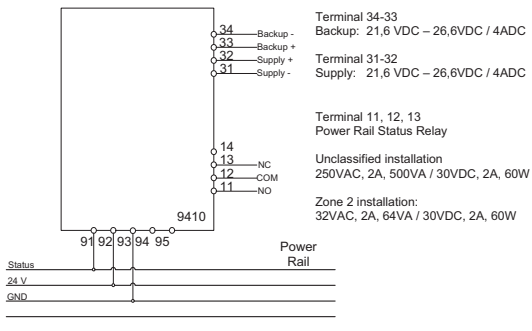 34
Backup -
33
Backup +
32
Supply +
31
Supply -
14
13
NC
12
COM
11
NO
9410
91 92 93 94 95
Power
Rail
Status
24 V
GND
Terminal 34-33
Backup: 21,6 VDC – 26,6VDC / 4ADC
Terminal 31-32
Supply: 21,6 VDC – 26,6VDC / 4ADC
Terminal 11, 12, 13
Power Rail Status Relay
Unclassified installation
250VAC, 2A, 500VA / 30VDC, 2A, 60W
Zone 2 installation:
32VAC, 2A, 64VA / 30VDC, 2A, 60W